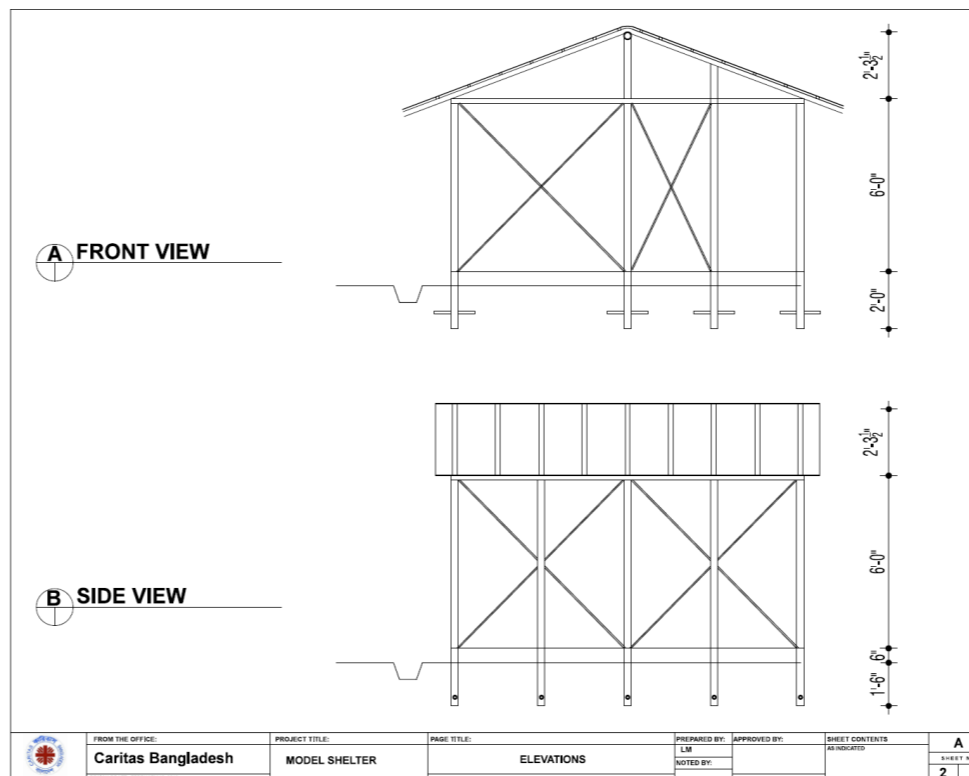 2'-3½"
6'-0"
2'-0"
A FRONT VIEW
2'-3½"
6'-0"
6"
1'-6"
B SIDE VIEW
FROM THE OFFICE:
Caritas Bangladesh
PROJECT TITLE:
MODEL SHELTER
PAGE TITLE:
ELEVATIONS
PREPARED BY:
LM
NOTED BY:
APPROVED BY:
SHEET CONTENTS
AS INDICATED
A
SHEET N
2